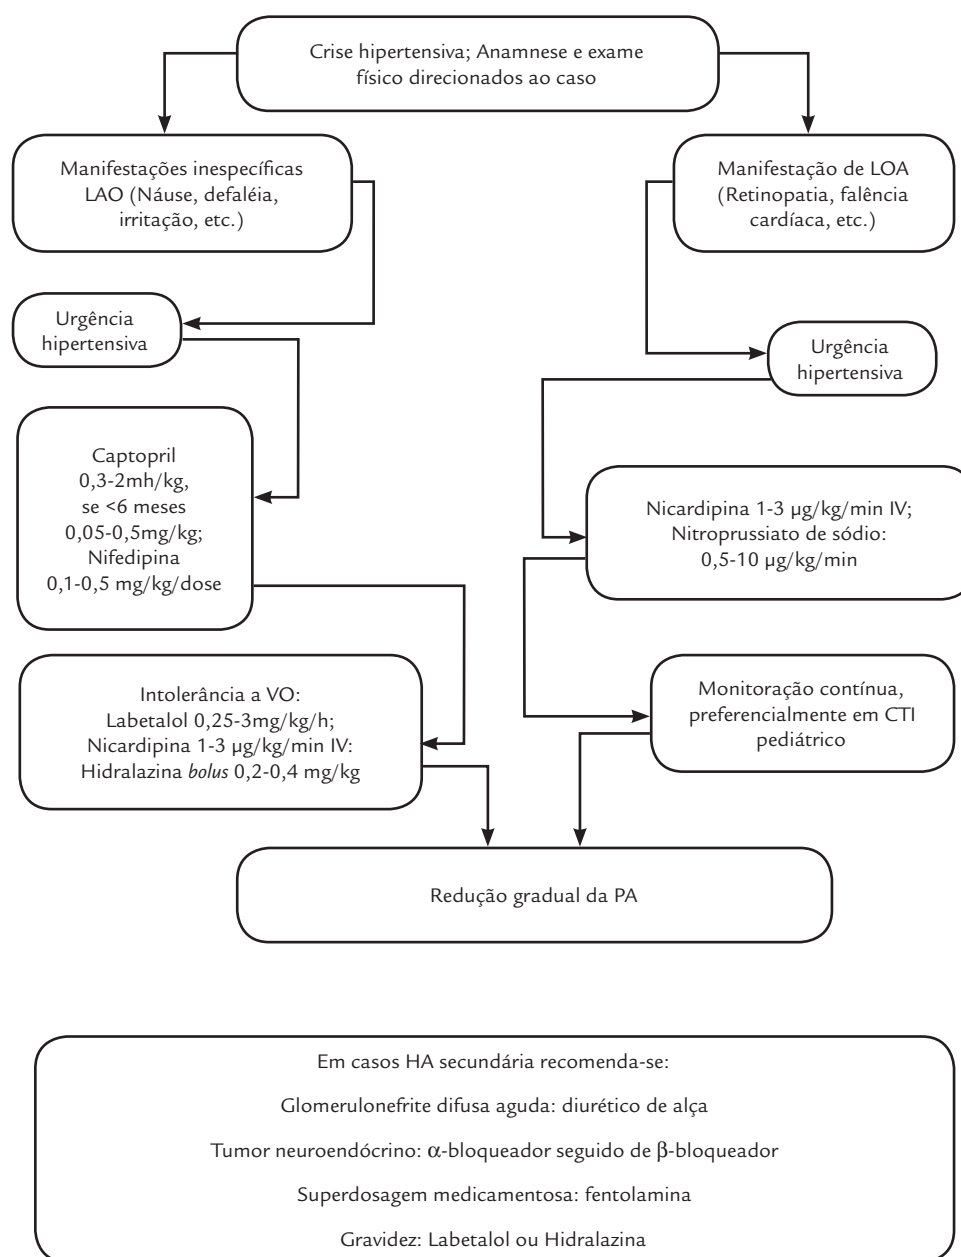 Crise hipertensiva; Anamnese e exame
físico direcionados ao caso
Manifestações inespecíficas
LAO (Náuse, defaléia,
irritação, etc.)
Manifestação de LOA
(Retinopatia, falência
cardíaca, etc.)
Urgência
hipertensiva
Urgência
hipertensiva
Captopril
0,3-2mh/kg,
se <6 meses
0,05-0,5mg/kg;
Nifedipina
0,1-0,5 mg/kg/dose
Nicardipina 1-3 µg/kg/min IV;
Nitroprussiato de sódio:
0,5-10 µg/kg/min
Intolerância a VO:
Labetalol 0,25-3mg/kg/h;
Nicardipina 1-3 µg/kg/min IV:
Hidralazina bolus 0,2-0,4 mg/kg
Monitoração contínua,
preferencialmente em CTI
pediátrico
Redução gradual da PA
Em casos HA secundária recomenda-se:
Glomerulonefrite difusa aguda: diurético de alça
Tumor neuroendócrino: α-bloqueador seguido de β-bloqueador
Superdosagem medicamentosa: fentolamina
Gravidez: Labetalol ou Hidralazina